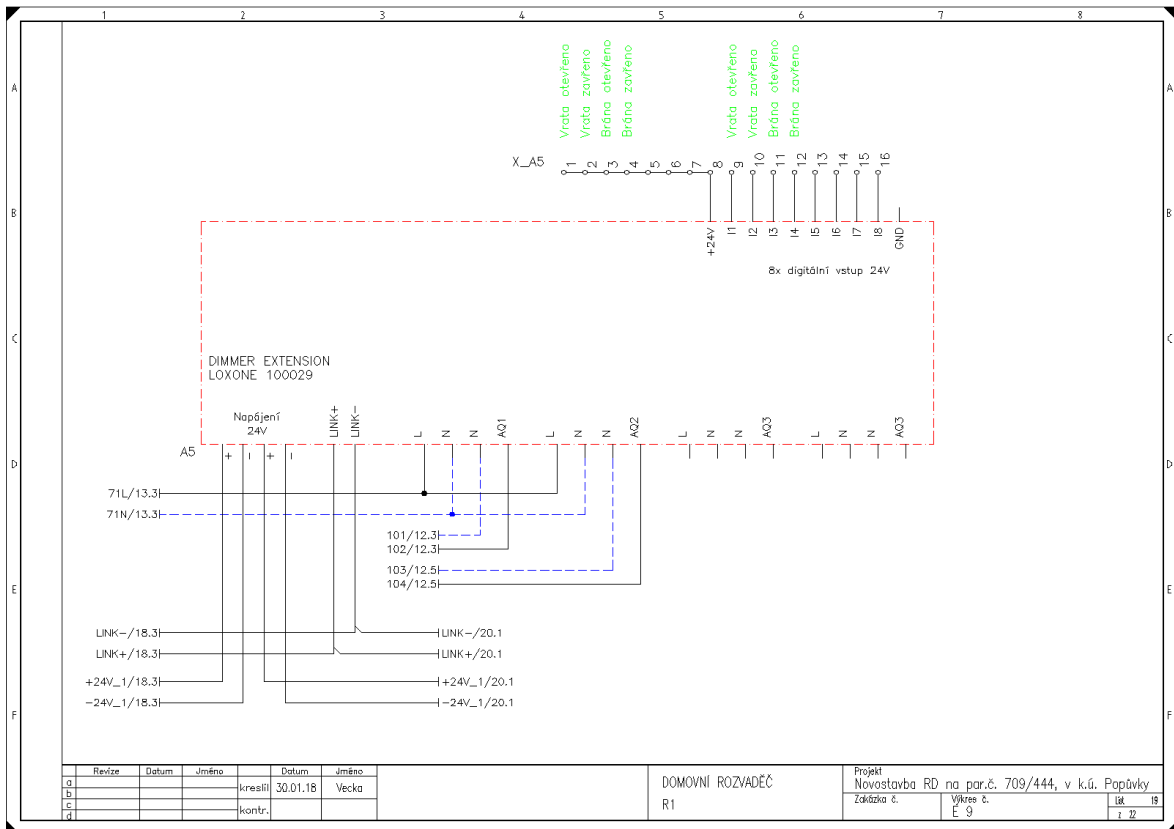 1 2 3 4 5 6 7 8
A A
Vrata otevřeno
Vrata zavřeno
Brána otevřeno
Brána zavřeno
Vrata otevřeno
Vrata zavřeno
Brána otevřeno
Brána zavřeno
X_A5 1 2 3 4 5 6 7 8 9 10 11 12 13 14 15 16
B B
+24V I1 I2 I3 I4 I5 I6 I7 I8 GND
8x digitální vstup 24V
C C
DIMMER EXTENSION
LOXONE 100029
Napájení
24V
LINK+ LINK- L N N AQ1 L N N AQ2 L N N AQ3 L N N AQ3
A5 + - + -
D D
71L/13.3
71N/13.3
101/12.3
102/12.3
103/12.5
104/12.5
E E
LINK-/18.3 LINK-/20.1
LINK+/18.3 LINK+/20.1
+24V_1/18.3 +24V_1/20.1
-24V_1/18.3 -24V_1/20.1
F F
Revize Datum Jméno Datum Jméno
a
b
c
d
kreslil 30.01.18 Vecka
kontr.
DOMOVNÍ ROZVADĚČ
R1
Projekt
Novostavba RD na par.č. 709/444, v k.ú. Popůvky
Zakázka č. Výkres č.
E 9
List 19
z 22